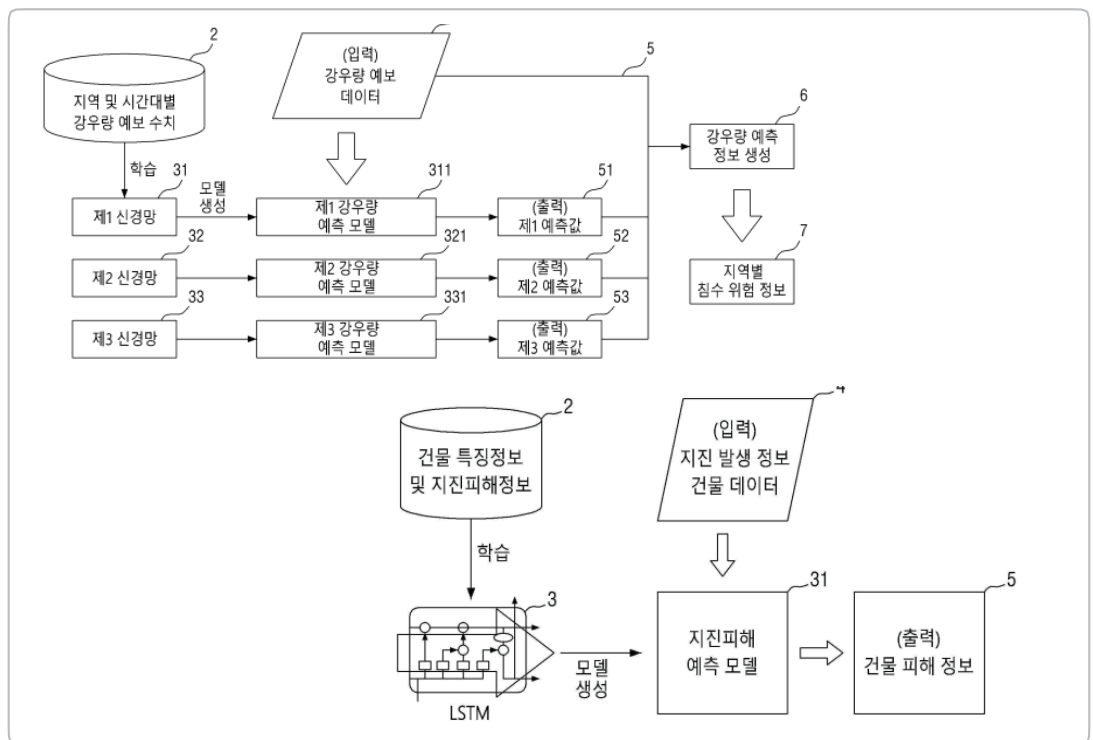 2
(입력)
강우량 예보
데이터
5
지역 및 시간대별
강우량 예보 수치
6
강우량 예측
정보 생성
학습
31
모델
생성
311
51
제1 신경망
제1 강우량
예측 모델
(출력)
제1 예측값
32
321
52
7
제2 신경망
제2 강우량
예측 모델
(출력)
제2 예측값
지역별
침수 위험 정보
33
331
53
제3 신경망
제3 강우량
예측 모델
(출력)
제3 예측값
2
4
건물 특징정보
및 지진피해정보
(입력)
지진 발생 정보
건물 데이터
학습
3
31
5
지진피해
예측 모델
(출력)
건물 피해 정보
모델
생성
LSTM